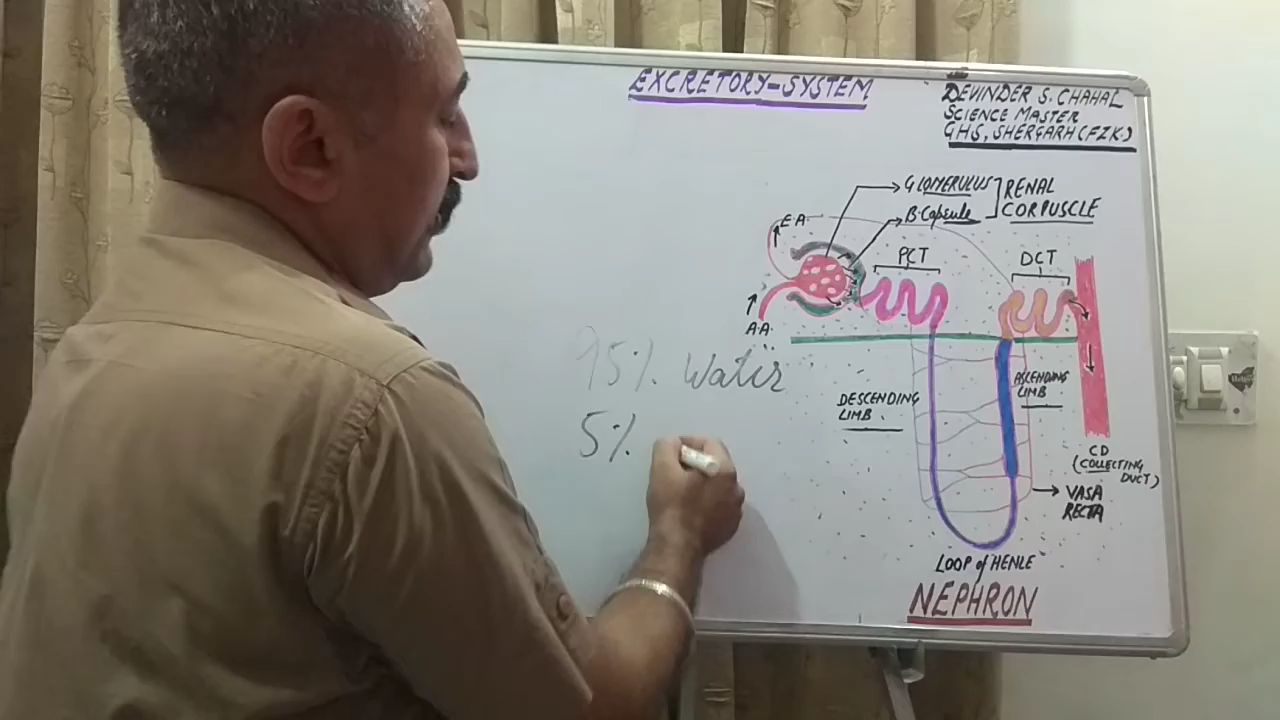 EXCRETORY-SYSTEM
DEVINDER S. CHAHAL
SCIENCE MASTER
GHS, SHERGARH (FZK.)
GLOMERULUS
B. Capsule
RENAL
CORPUSCLE
E.A.
A.A.
PCT
DCT
95% Water
5%
DESCENDING
LIMB.
ASCENDING
LIMB
CD
(COLLECTING
DUCT)
VASA
RECTA
LOOP of HENLE
NEPHRON